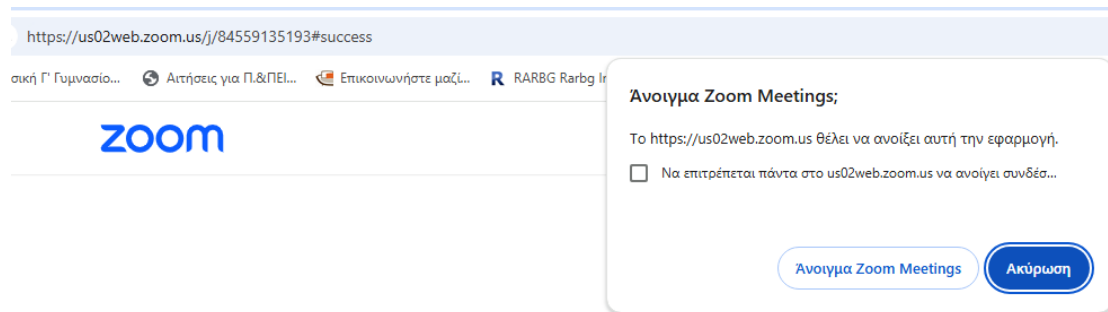 https://us02web.zoom.us/j/84559135193#success
σική Γ' Γυμνασίο... Αιτήσεις για Π.&ΠΕΙ... Επικοινωνήστε μαζί... RARBG Rarbg In
zoom
Άνοιγμα Zoom Meetings;
Το https://us02web.zoom.us θέλει να ανοίξει αυτή την εφαρμογή.
Να επιτρέπεται πάντα στο us02web.zoom.us να ανοίγει συνδέσ...
Άνοιγμα Zoom Meetings Ακύρωση